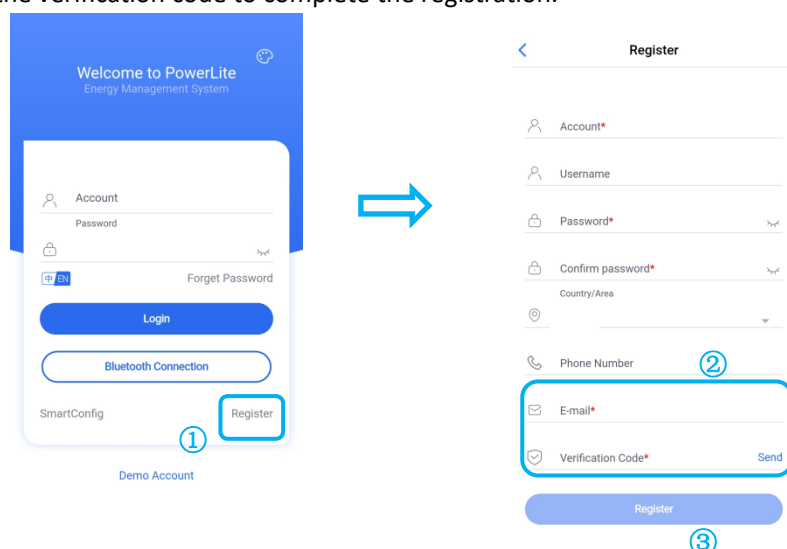 the verification code to complete the registration.
Welcome to PowerLite
Energy Management System
Account
Password
中 EN
Forget Password
Login
Bluetooth Connection
SmartConfig
Register
①
Demo Account
Register
Account*
Username
Password*
Confirm password*
Country/Area
Phone Number
②
E-mail*
Verification Code*
Send
Register
③